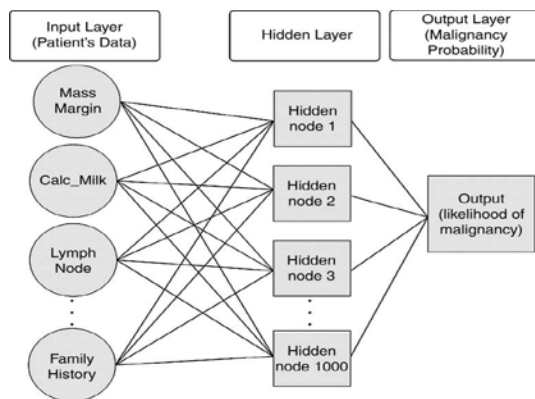 Input Layer
(Patient's Data)
Hidden Layer
Output Layer
(Malignancy
Probability)
Mass
Margin
Calc_Milk
Lymph
Node
Family
History
Hidden
node 1
Hidden
node 2
Hidden
node 3
Hidden
node 1000
Output
(likelihood of
malignancy)